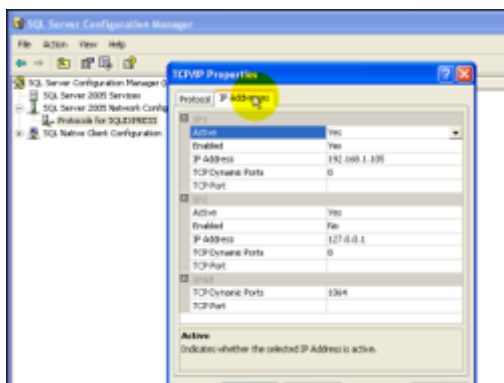 SQL Server Configuration Manager
File Action View Help
SQL Server Configuration Manager
SQL Server 2005 Services
SQL Server 2005 Network Config
Protocols for SQLEXPRESS
SQL Native Client Configuration
TCP/IP Properties
Protocol IP Addresses
IP1
Active Yes
Enabled Yes
IP Address 192.168.1.105
TCP Dynamic Ports 0
TCP Port
IP2
Active Yes
Enabled No
IP Address 127.0.0.1
TCP Dynamic Ports 0
TCP Port
IPAll
TCP Dynamic Ports 1064
TCP Port
Active
Indicates whether the selected IP Address is active.